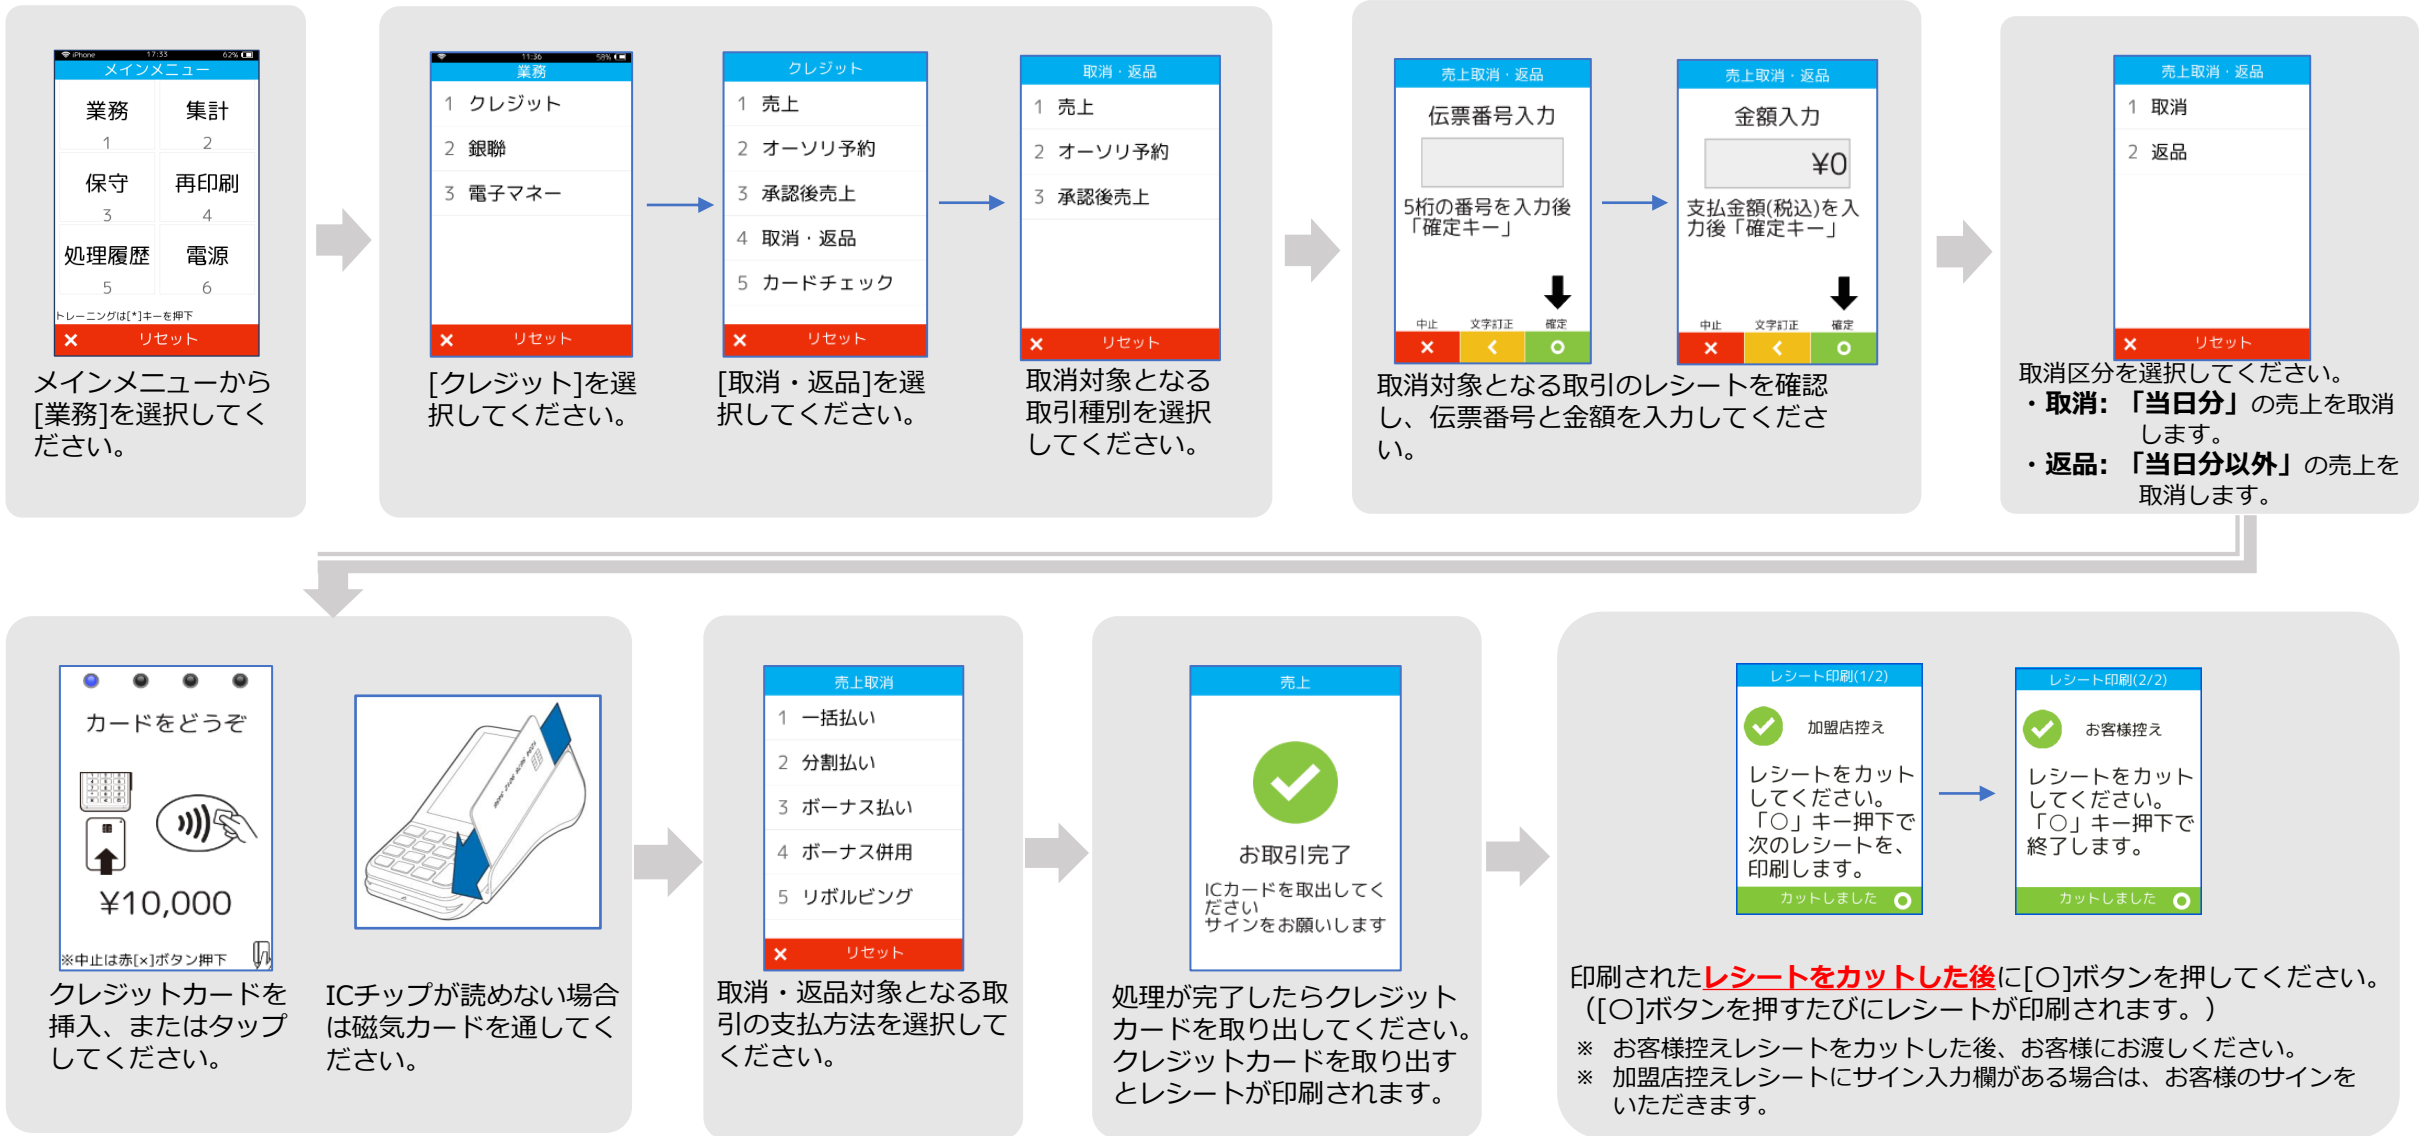 iPhone 17:33 62%
メインメニュー
業務 集計
1 2
保守 再印刷
3 4
処理履歴 電源
5 6
トレーニングは[*]キーを押下
× リセット
メインメニューから
[業務]を選択してく
ださい。
11:36 58%
業務
1 クレジット
2 銀聯
3 電子マネー
× リセット
[クレジット]を選
択してください。
クレジット
1 売上
2 オーソリ予約
3 承認後売上
4 取消・返品
5 カードチェック
× リセット
[取消・返品]を選
択してください。
取消・返品
1 売上
2 オーソリ予約
3 承認後売上
× リセット
取消対象となる
取引種別を選択
してください。
売上取消・返品
伝票番号入力
5桁の番号を入力後
「確定キー」
中止 文字訂正 確定
売上取消・返品
金額入力
¥0
支払金額(税込)を入
力後「確定キー」
中止 文字訂正 確定
取消対象となる取引のレシートを確認
し、伝票番号と金額を入力してくださ
い。
売上取消・返品
1 取消
2 返品
× リセット
取消区分を選択してください。
・取消: 「当日分」の売上を取消
します。
・返品: 「当日分以外」の売上を
取消します。
カードをどうぞ
¥10,000
※中止は赤[×]ボタン押下
クレジットカードを
挿入、またはタップ
してください。
ICチップが読めない場合
は磁気カードを通してく
ださい。
売上取消
1 一括払い
2 分割払い
3 ボーナス払い
4 ボーナス併用
5 リボルビング
× リセット
取消・返品対象となる取
引の支払方法を選択して
ください。
売上
お取引完了
ICカードを取出してく
ださい
サインをお願いします
処理が完了したらクレジット
カードを取り出してください。
クレジットカードを取り出す
とレシートが印刷されます。
レシート印刷(1/2)
加盟店控え
レシートをカット
してください。
「○」キー押下で
次のレシートを、
印刷します。
カットしました
レシート印刷(2/2)
お客様控え
レシートをカット
してください。
「○」キー押下で
終了します。
カットしました
印刷されたレシートをカットした後に[○]ボタンを押してください。
([○]ボタンを押すたびにレシートが印刷されます。)
※ お客様控えレシートをカットした後、お客様にお渡しください。
※ 加盟店控えレシートにサイン入力欄がある場合は、お客様のサインを
いただきます。